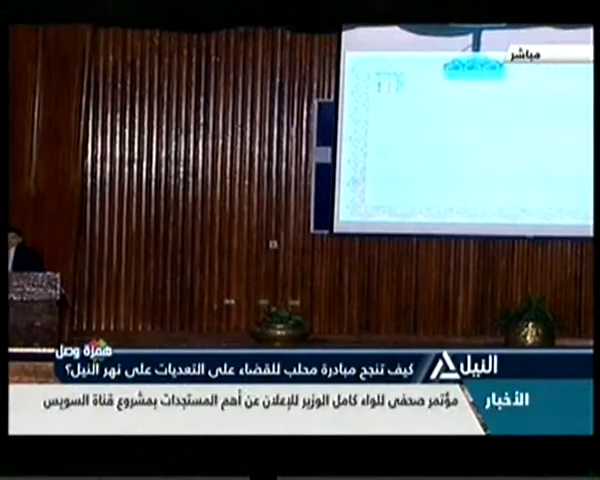 مباشر
همزة وصل
النيل
كيف تنجح مبادرة محلب للقضاء على التعديات على نهر النيل؟
الأخبار
مؤتمر صحفى للواء كامل الوزير للإعلان عن أهم المستجدات بمشروع قناة السويس